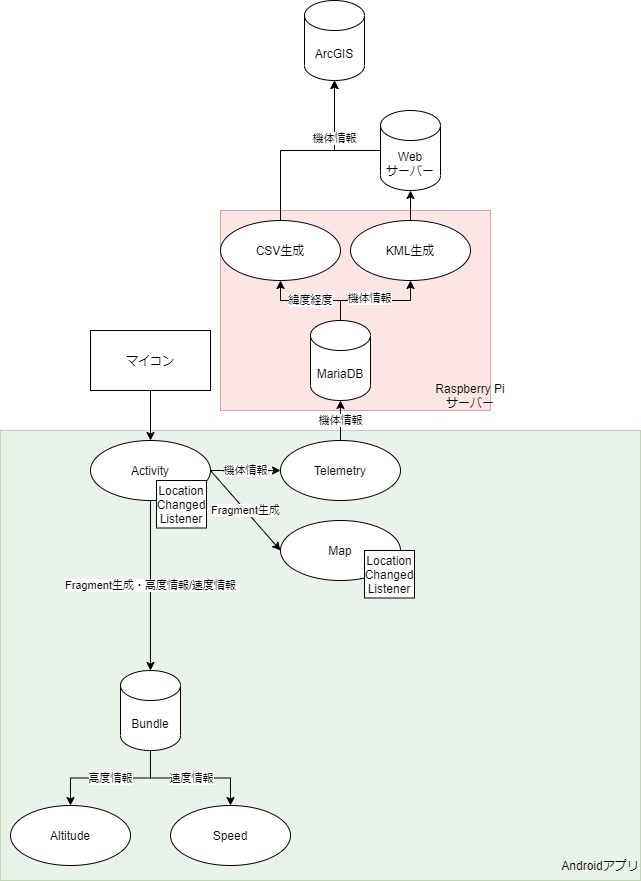 ArcGIS
機体情報
Web
サーバー
CSV生成
KML生成
緯度経度
機体情報
マイコン
MariaDB
Raspberry Pi
サーバー
機体情報
Activity
機体情報
Telemetry
Location
Changed
Listener
Fragment生成
Map
Location
Changed
Listener
Fragment生成・高度情報/速度情報
Bundle
高度情報
速度情報
Altitude
Speed
Androidアプリ